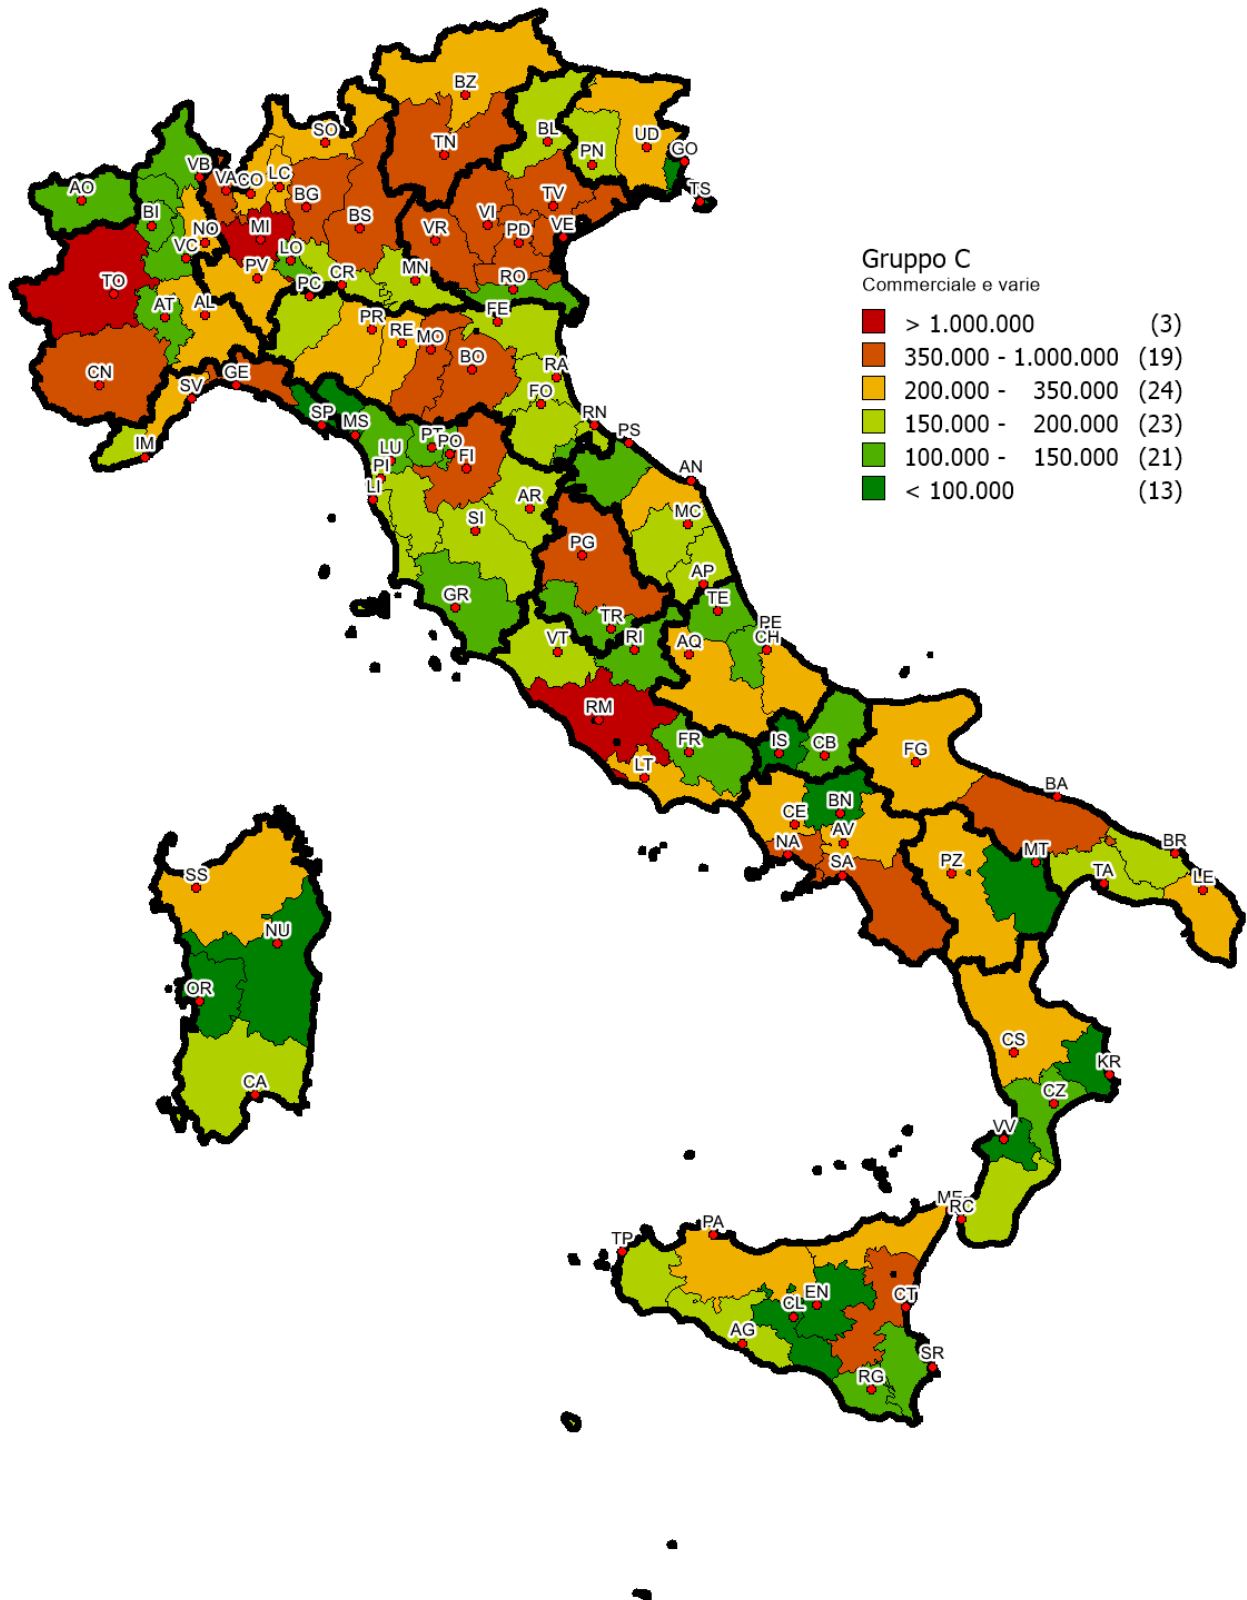 BZ
SO
BL
UD
TN
PN
GO
VB
LC
VA
CO
AO
BG
TS
TV
BI
BS
VI
MI
VR
PD
VE
NO
VC
LO
PV
CR
MN
TO
PC
RO
AT
AL
FE
PR
RE
MO
BO
CN
GE
RA
SV
FO
SP
MS
RN
PS
IM
LU
PT
PO
FI
PI
LI
AN
AR
SI
MC
PG
AP
GR
TE
TR
VT
RI
PE
CH
AQ
RM
FR
IS
CB
FG
LT
BA
CE
BN
AV
NA
SA
PZ
MT
BR
TA
LE
SS
NU
OR
CA
CS
KR
CZ
VV
RC
TP
PA
EN
CL
CT
AG
SR
RG
Gruppo C
Commerciale e varie
> 1.000.000 (3)
350.000 - 1.000.000 (19)
200.000 - 350.000 (24)
150.000 - 200.000 (23)
100.000 - 150.000 (21)
< 100.000 (13)